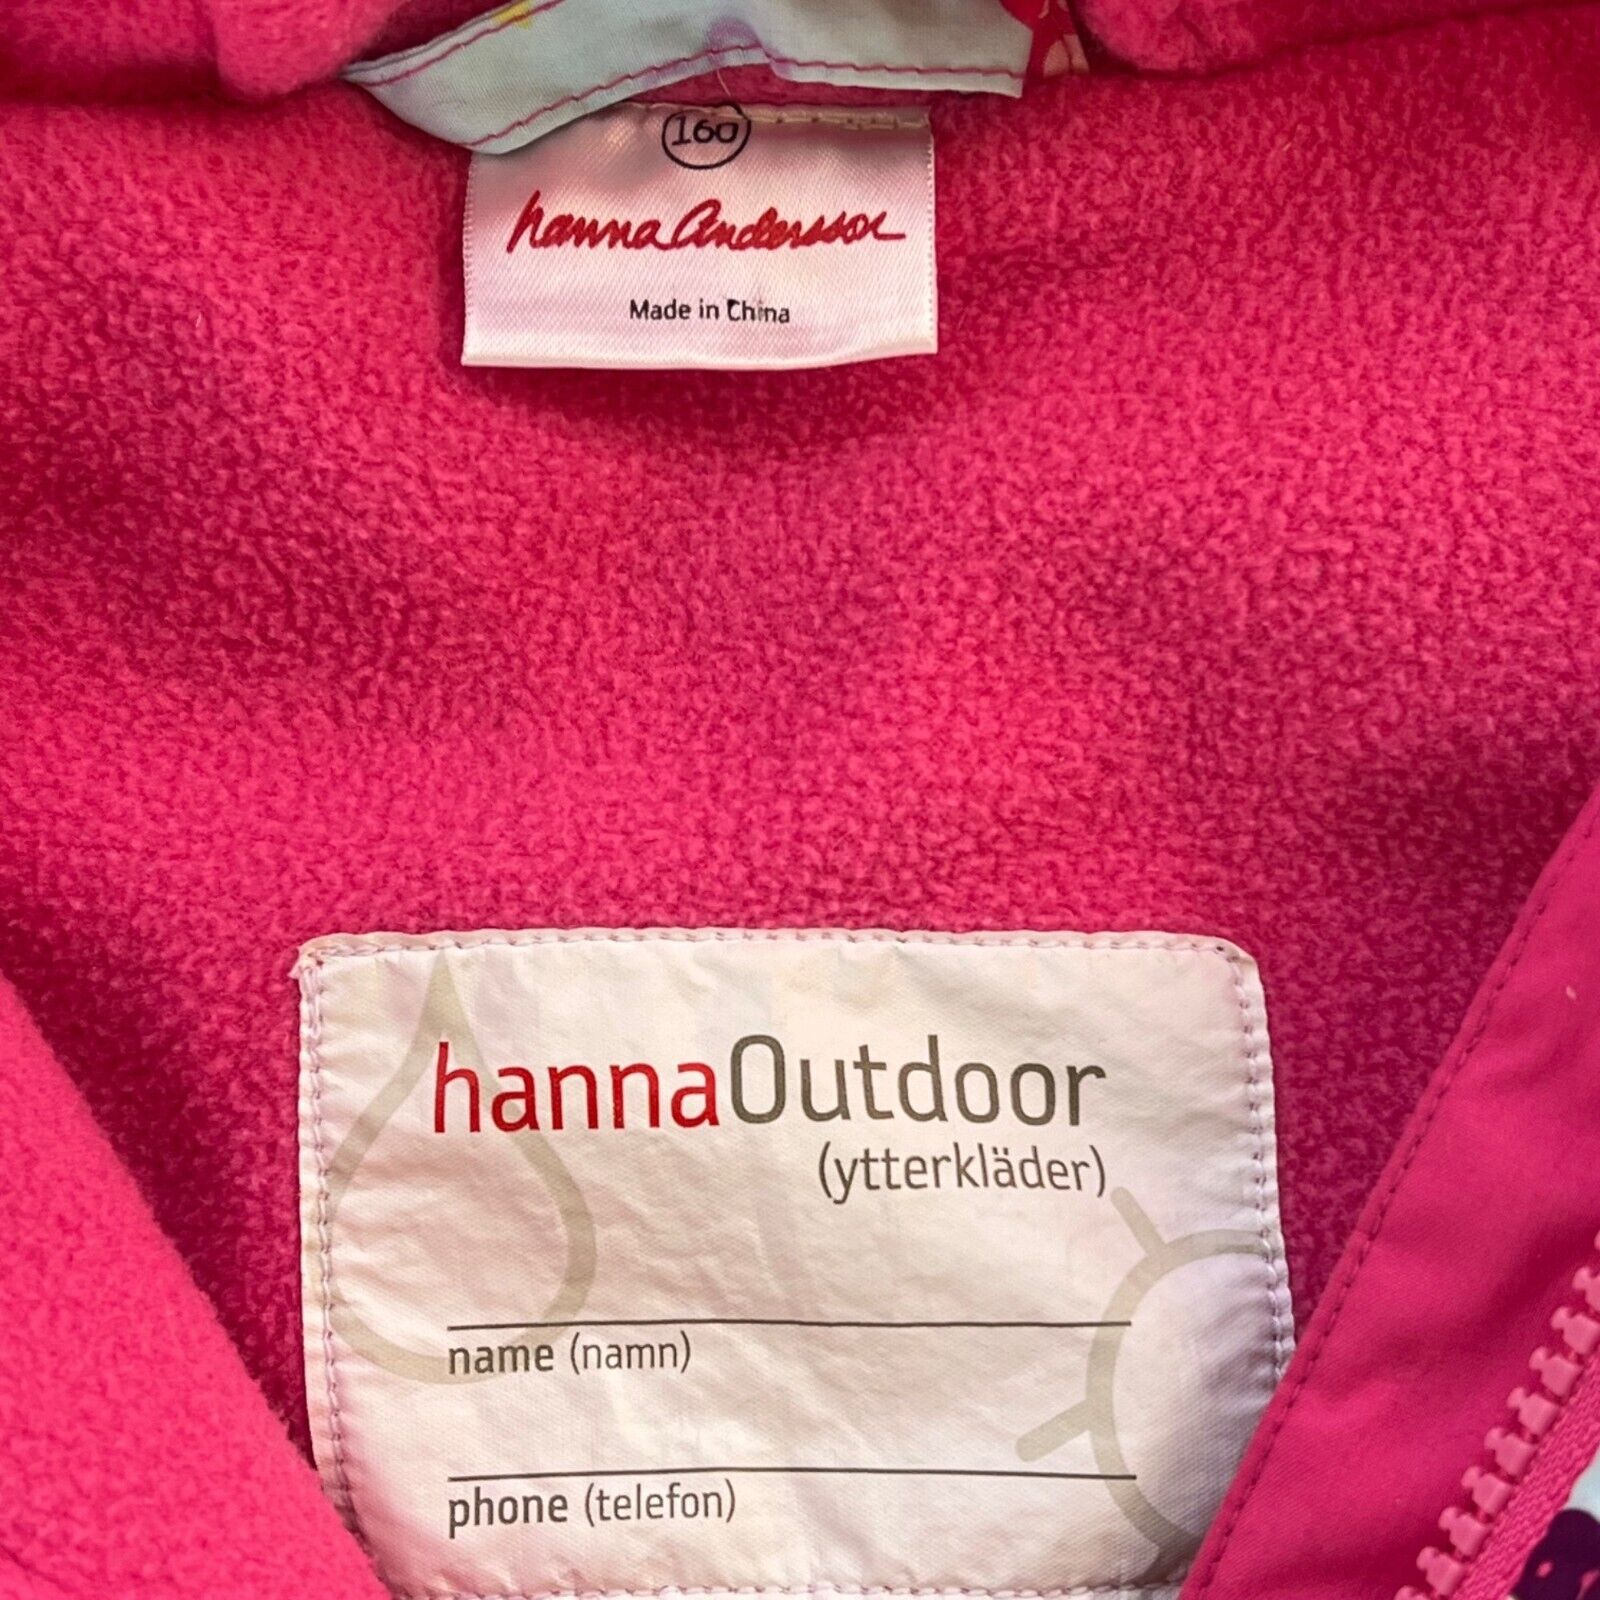 160
hanna Andersson
Made in China
hannaOutdoor
(ytterkläder)
name (namn)
phone (telefon)